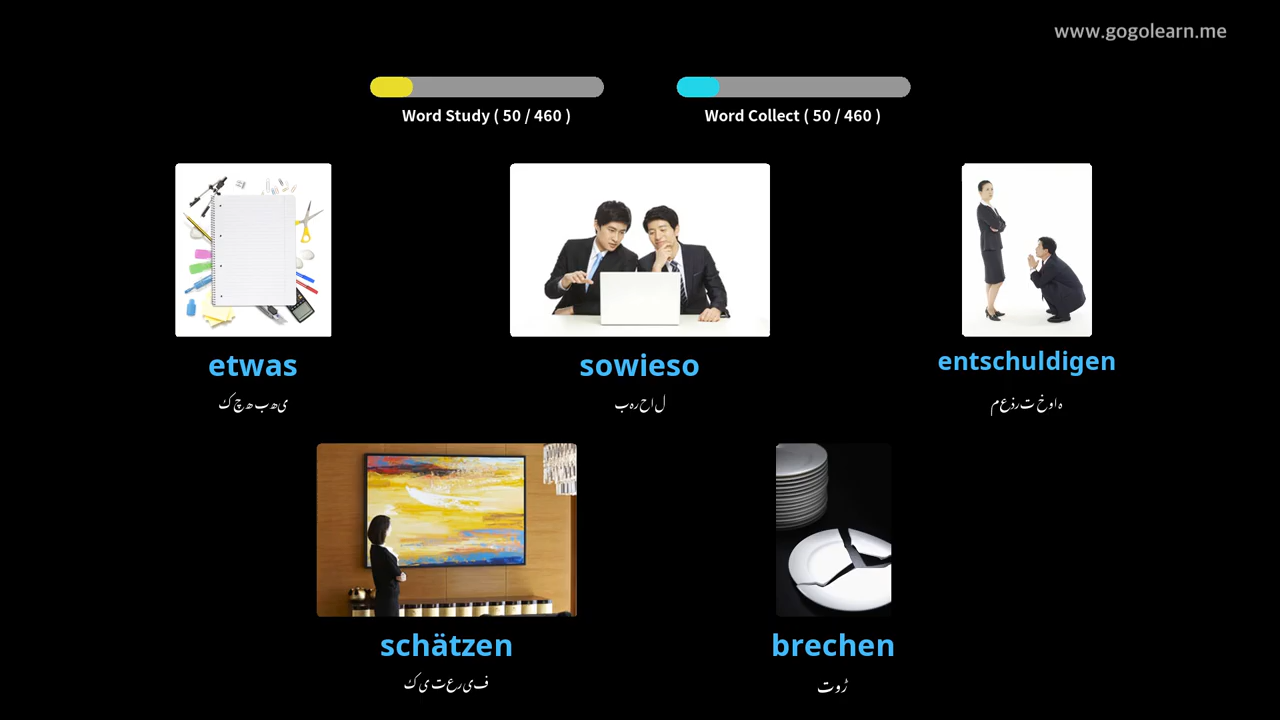 www.gogolearn.me
Word Study ( 50 / 460 )
Word Collect ( 50 / 460 )
etwas
sowieso
entschuldigen
کچھ بھی
بہرحال
معذرت خواہ
schätzen
brechen
کی تعریف
توڑ